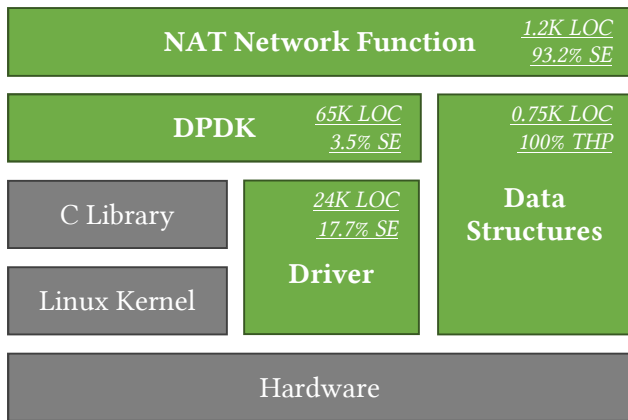 NAT Network Function
1.2K LOC
93.2% SE
DPDK
65K LOC
3.5% SE
0.75K LOC
100% THP
Data
Structures
C Library
24K LOC
17.7% SE
Driver
Linux Kernel
Hardware